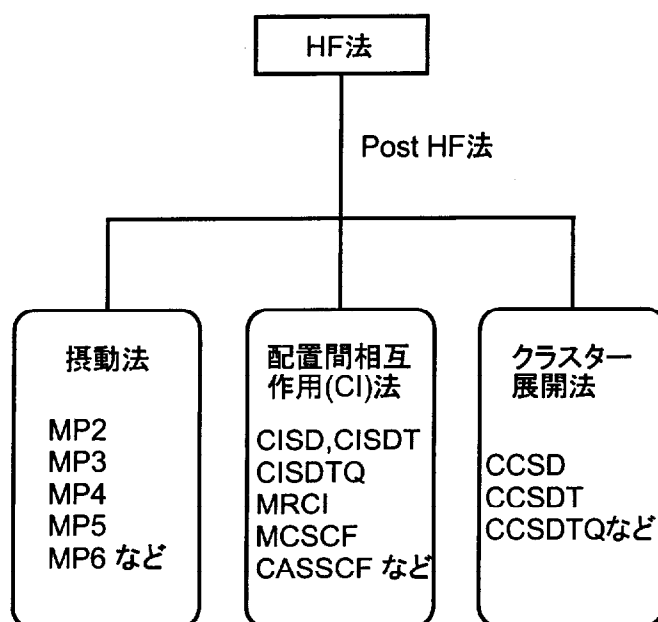 HF法
Post HF法
摂動法
MP2
MP3
MP4
MP5
MP6 など
配置間相互
作用(CI)法
CISD,CISDT
CISDTQ
MRCI
MCSCF
CASSCF など
クラスター
展開法
CCSD
CCSDT
CCSDTQなど